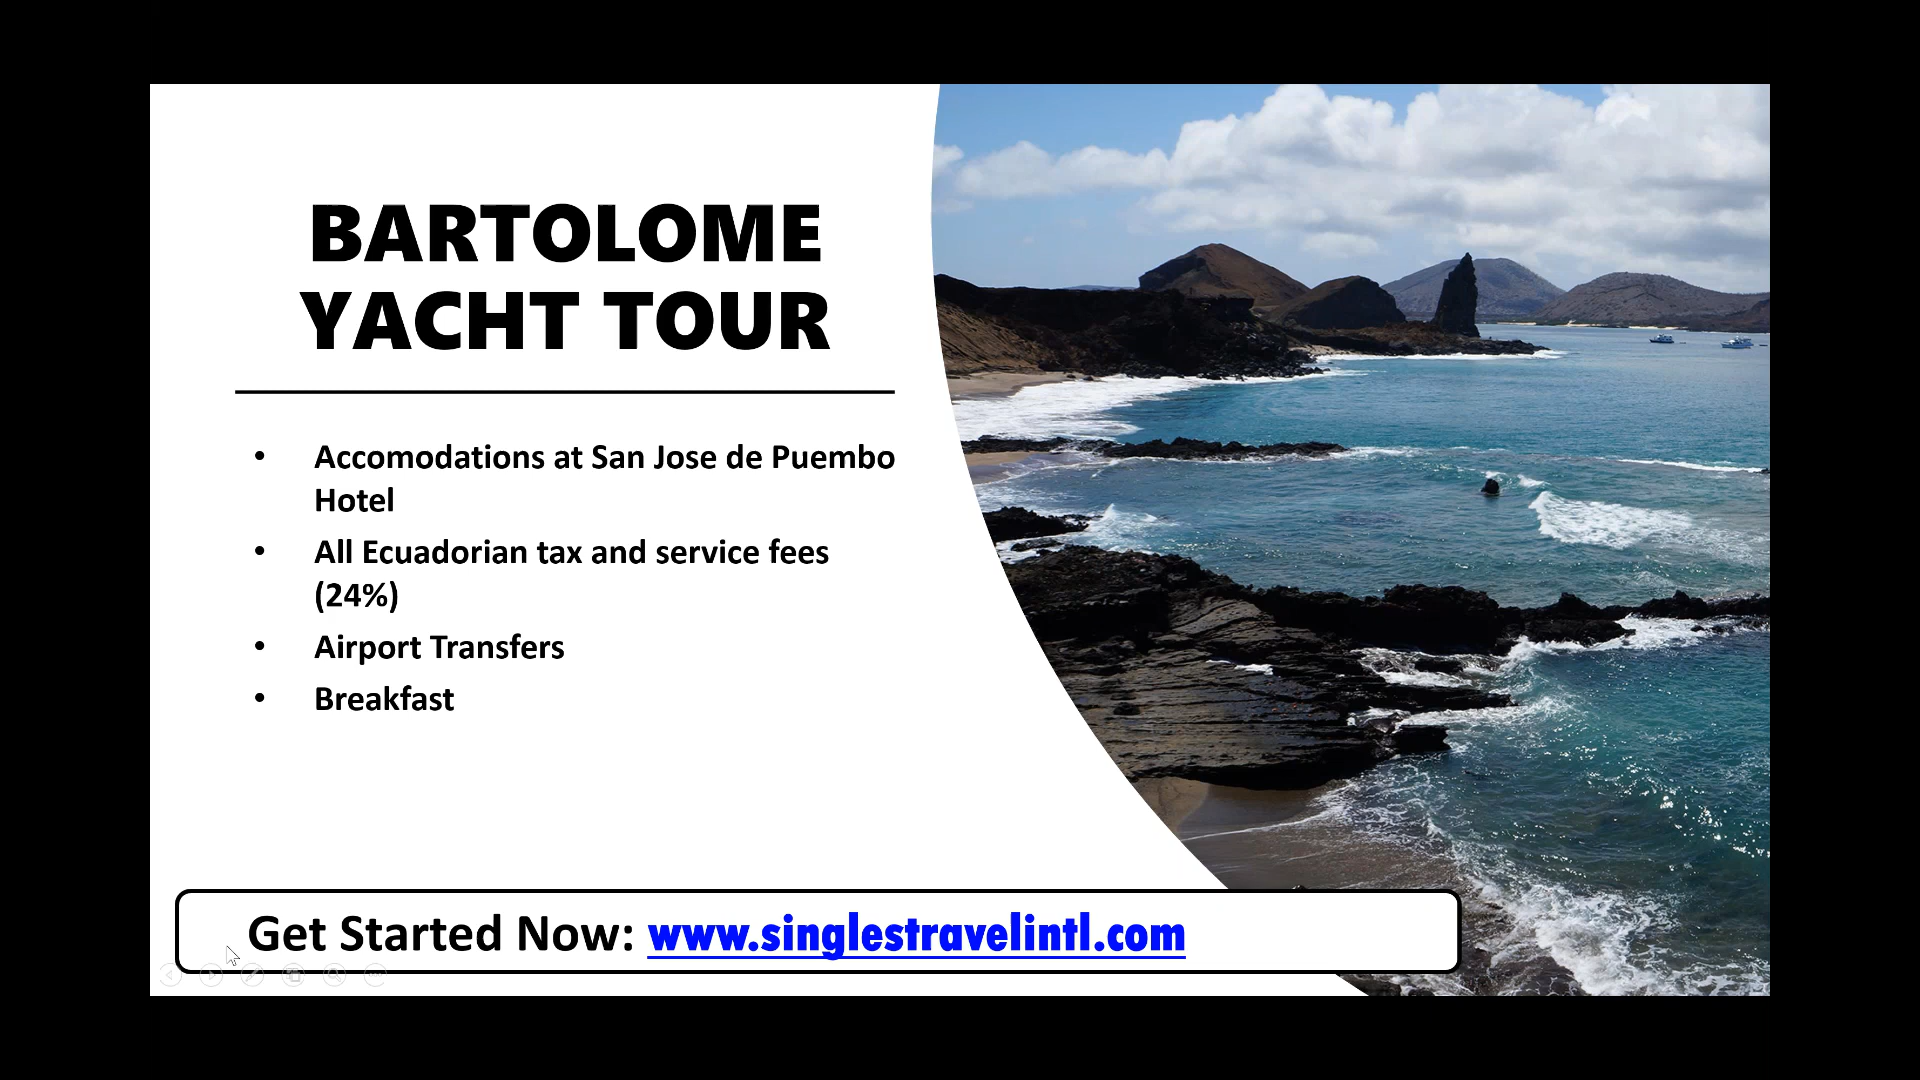 BARTOLOME
YACHT TOUR
• Accomodations at San Jose de Puembo
Hotel
• All Ecuadorian tax and service fees
(24%)
• Airport Transfers
• Breakfast
Get Started Now: www.singlestravelintl.com